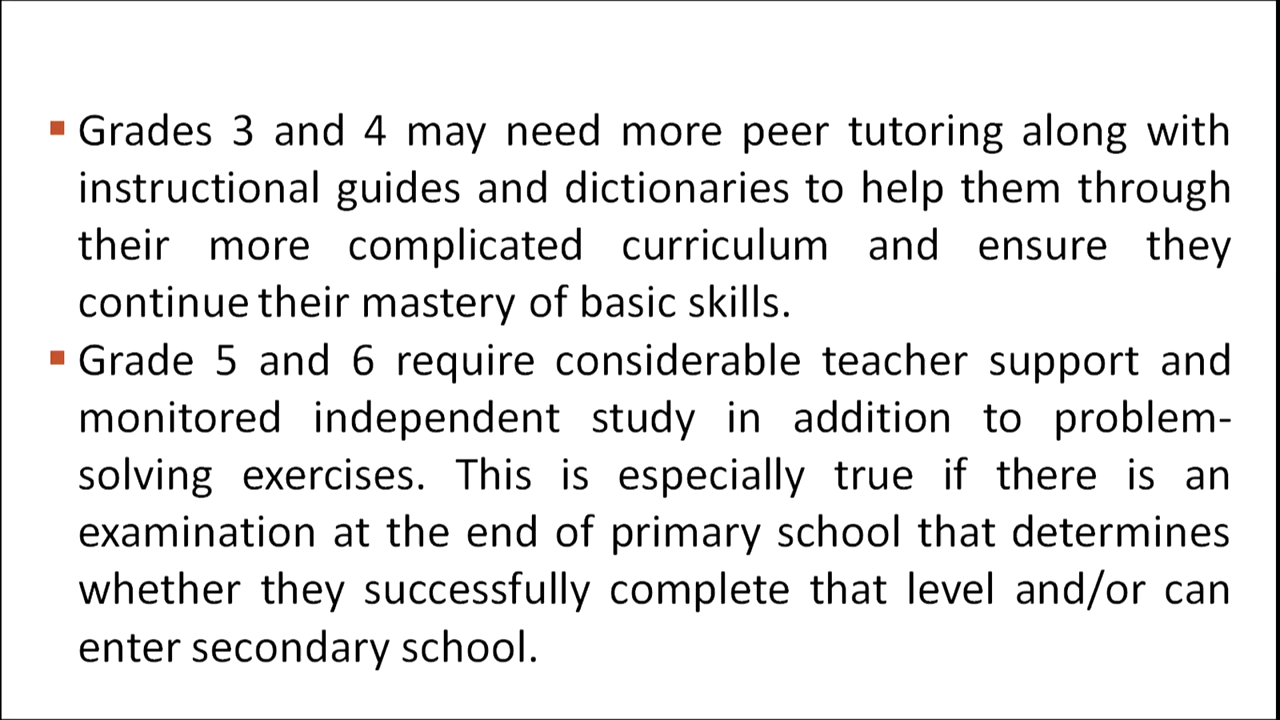 ▪ Grades 3 and 4 may need more peer tutoring along with
instructional guides and dictionaries to help them through
their more complicated curriculum and ensure they
continue their mastery of basic skills.
▪ Grade 5 and 6 require considerable teacher support and
monitored independent study in addition to problem-
solving exercises. This is especially true if there is an
examination at the end of primary school that determines
whether they successfully complete that level and/or can
enter secondary school.